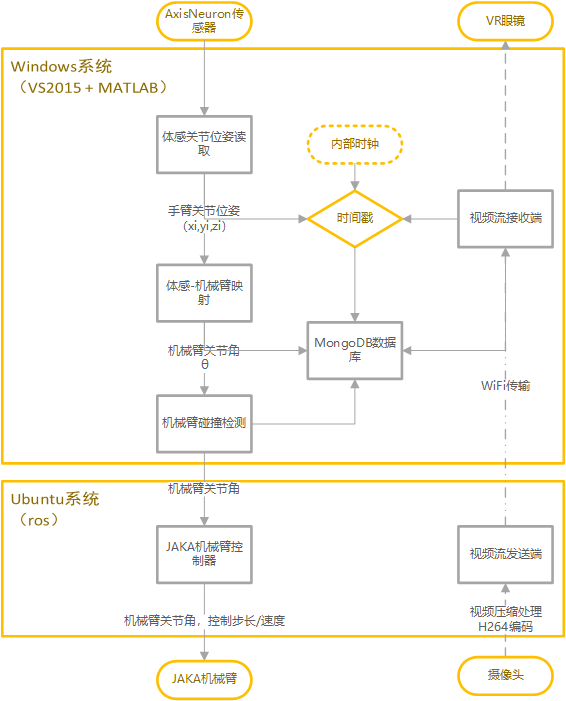 AxisNeuron传
感器
VR眼镜
Windows系统
（VS2015 + MATLAB）
体感关节位姿读
取
内部时钟
手臂关节位姿
（xi,yi,zi）
时间戳
视频流接收端
体感-机械臂映
射
机械臂关节角
θ
MongoDB数据
库
WiFi传输
机械臂碰撞检测
机械臂关节角
Ubuntu系统
（ros）
JAKA机械臂控
制器
视频流发送端
机械臂关节角，控制步长/速度
视频压缩处理
H264编码
JAKA机械臂
摄像头